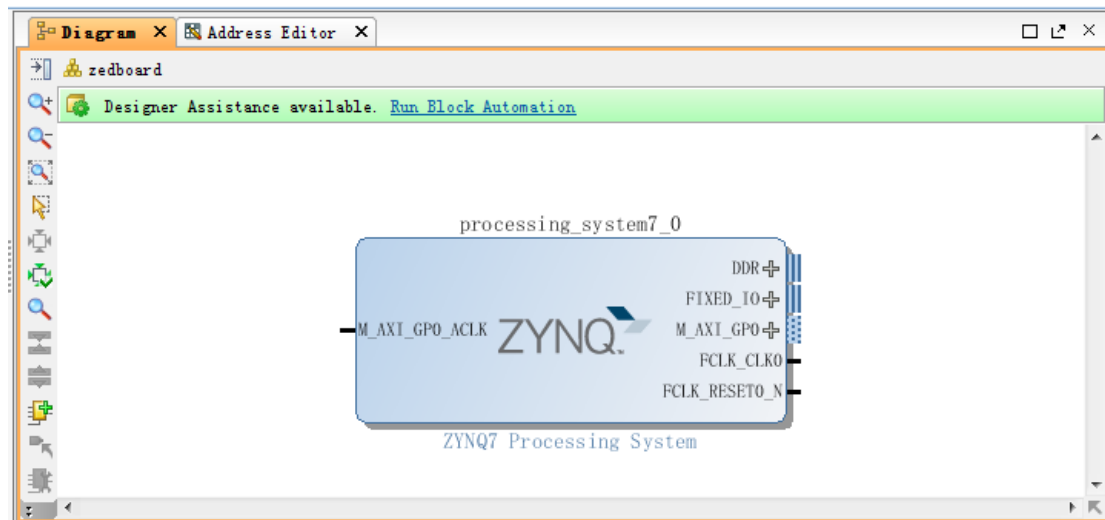 Diagram
Address Editor
zedboard
Designer Assistance available. Run Block Automation
processing_system7_0
DDR
FIXED_IO
M_AXI_GP0_ACLK
ZYNQ
M_AXI_GP0
FCLK_CLK0
FCLK_RESET0_N
ZYNQ7 Processing System